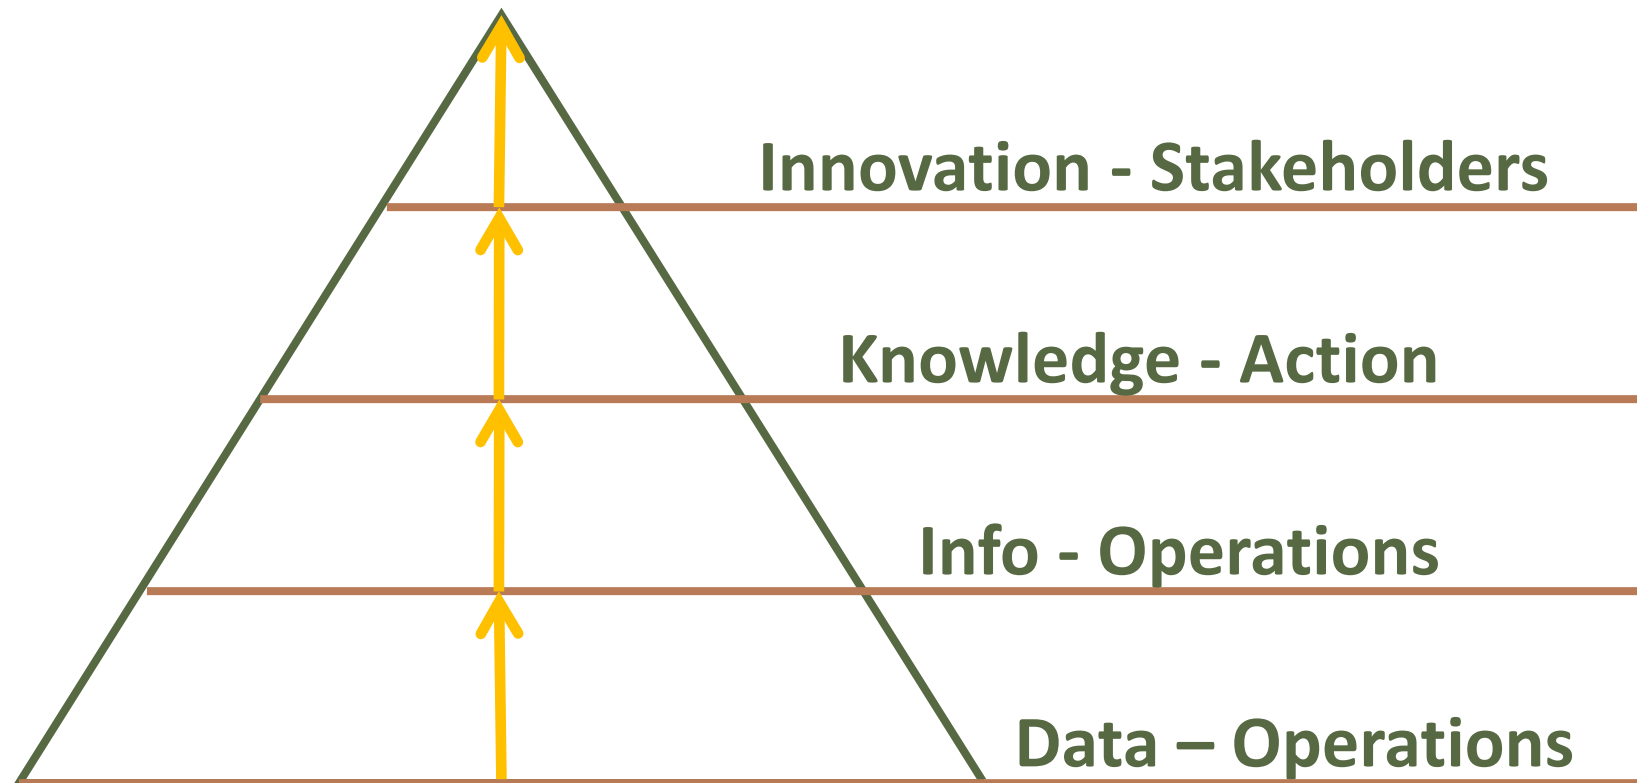 Innovation - Stakeholders
Knowledge - Action
Info - Operations
Data – Operations